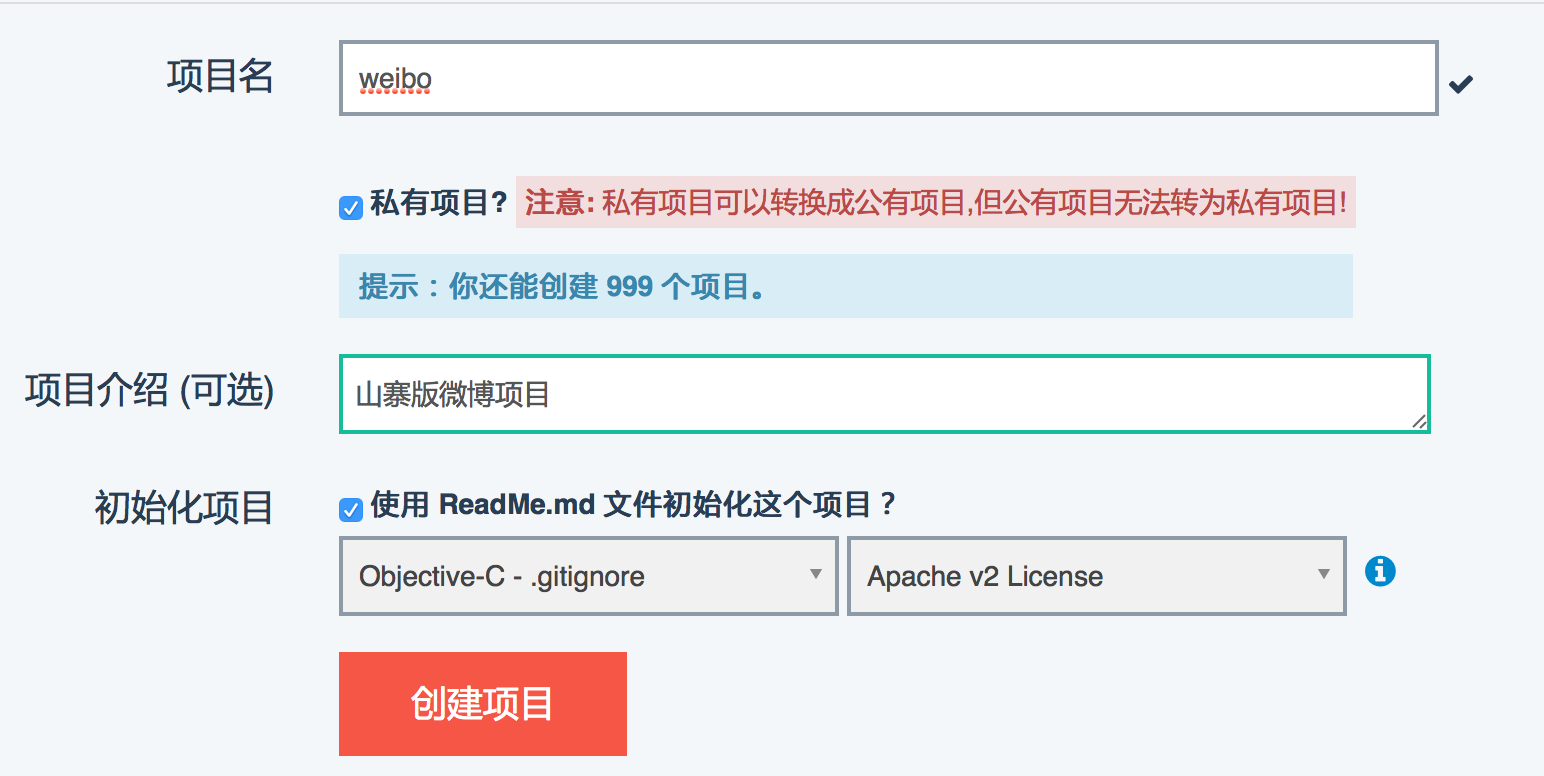 项目名
weibo
私有项目? 注意: 私有项目可以转换成公有项目,但公有项目无法转为私有项目!
提示：你还能创建 999 个项目。
项目介绍 (可选)
山寨版微博项目
初始化项目
使用 ReadMe.md 文件初始化这个项目？
Objective-C - .gitignore
Apache v2 License
创建项目